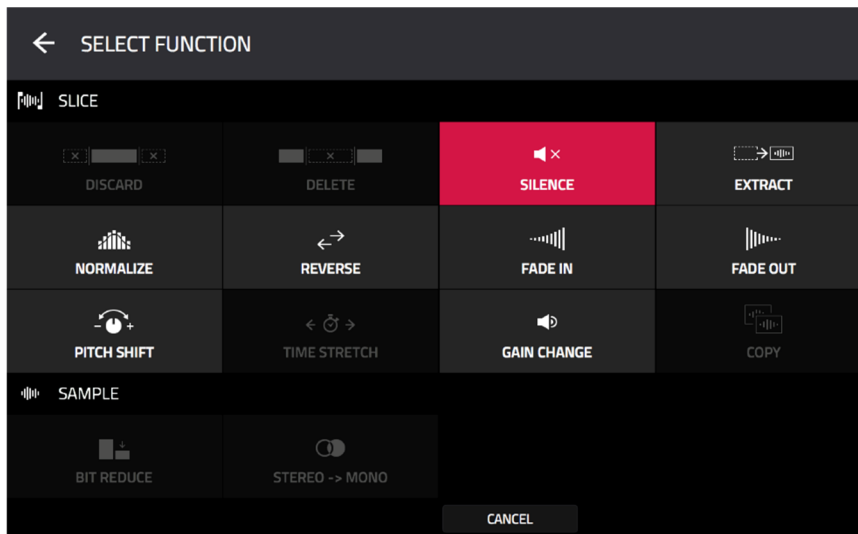 SELECT FUNCTION
SLICE
DISCARD DELETE SILENCE EXTRACT
NORMALIZE REVERSE FADE IN FADE OUT
PITCH SHIFT TIME STRETCH GAIN CHANGE COPY
SAMPLE
BIT REDUCE STEREO -> MONO
CANCEL